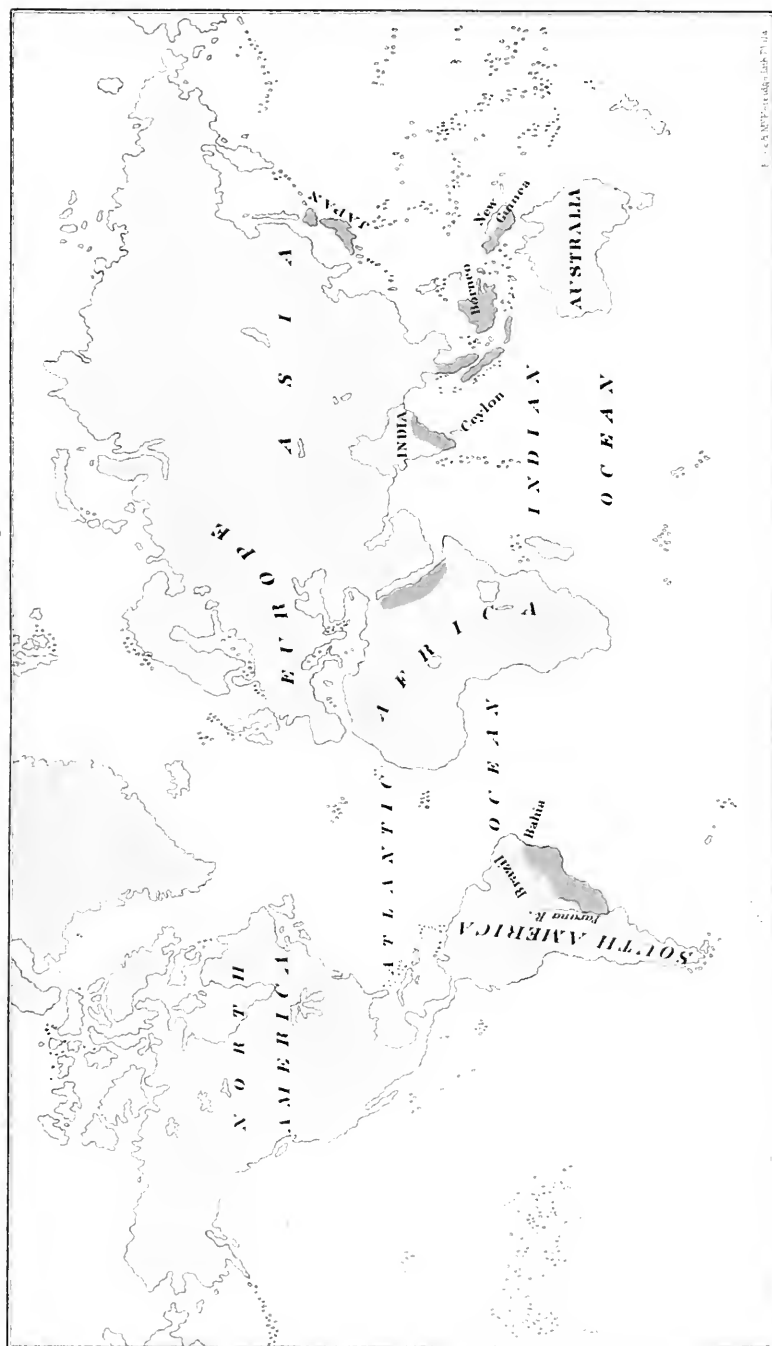 NORTH
AMERICA
ATLANTIC
OCEAN
SOUTH AMERICA
Brazil
Bahia
Parana R.
EUROPE
ASIA
AFRICA
INDIA
Ceylon
INDIAN
OCEAN
JAPAN
Borneo
New
Guinea
AUSTRALIA